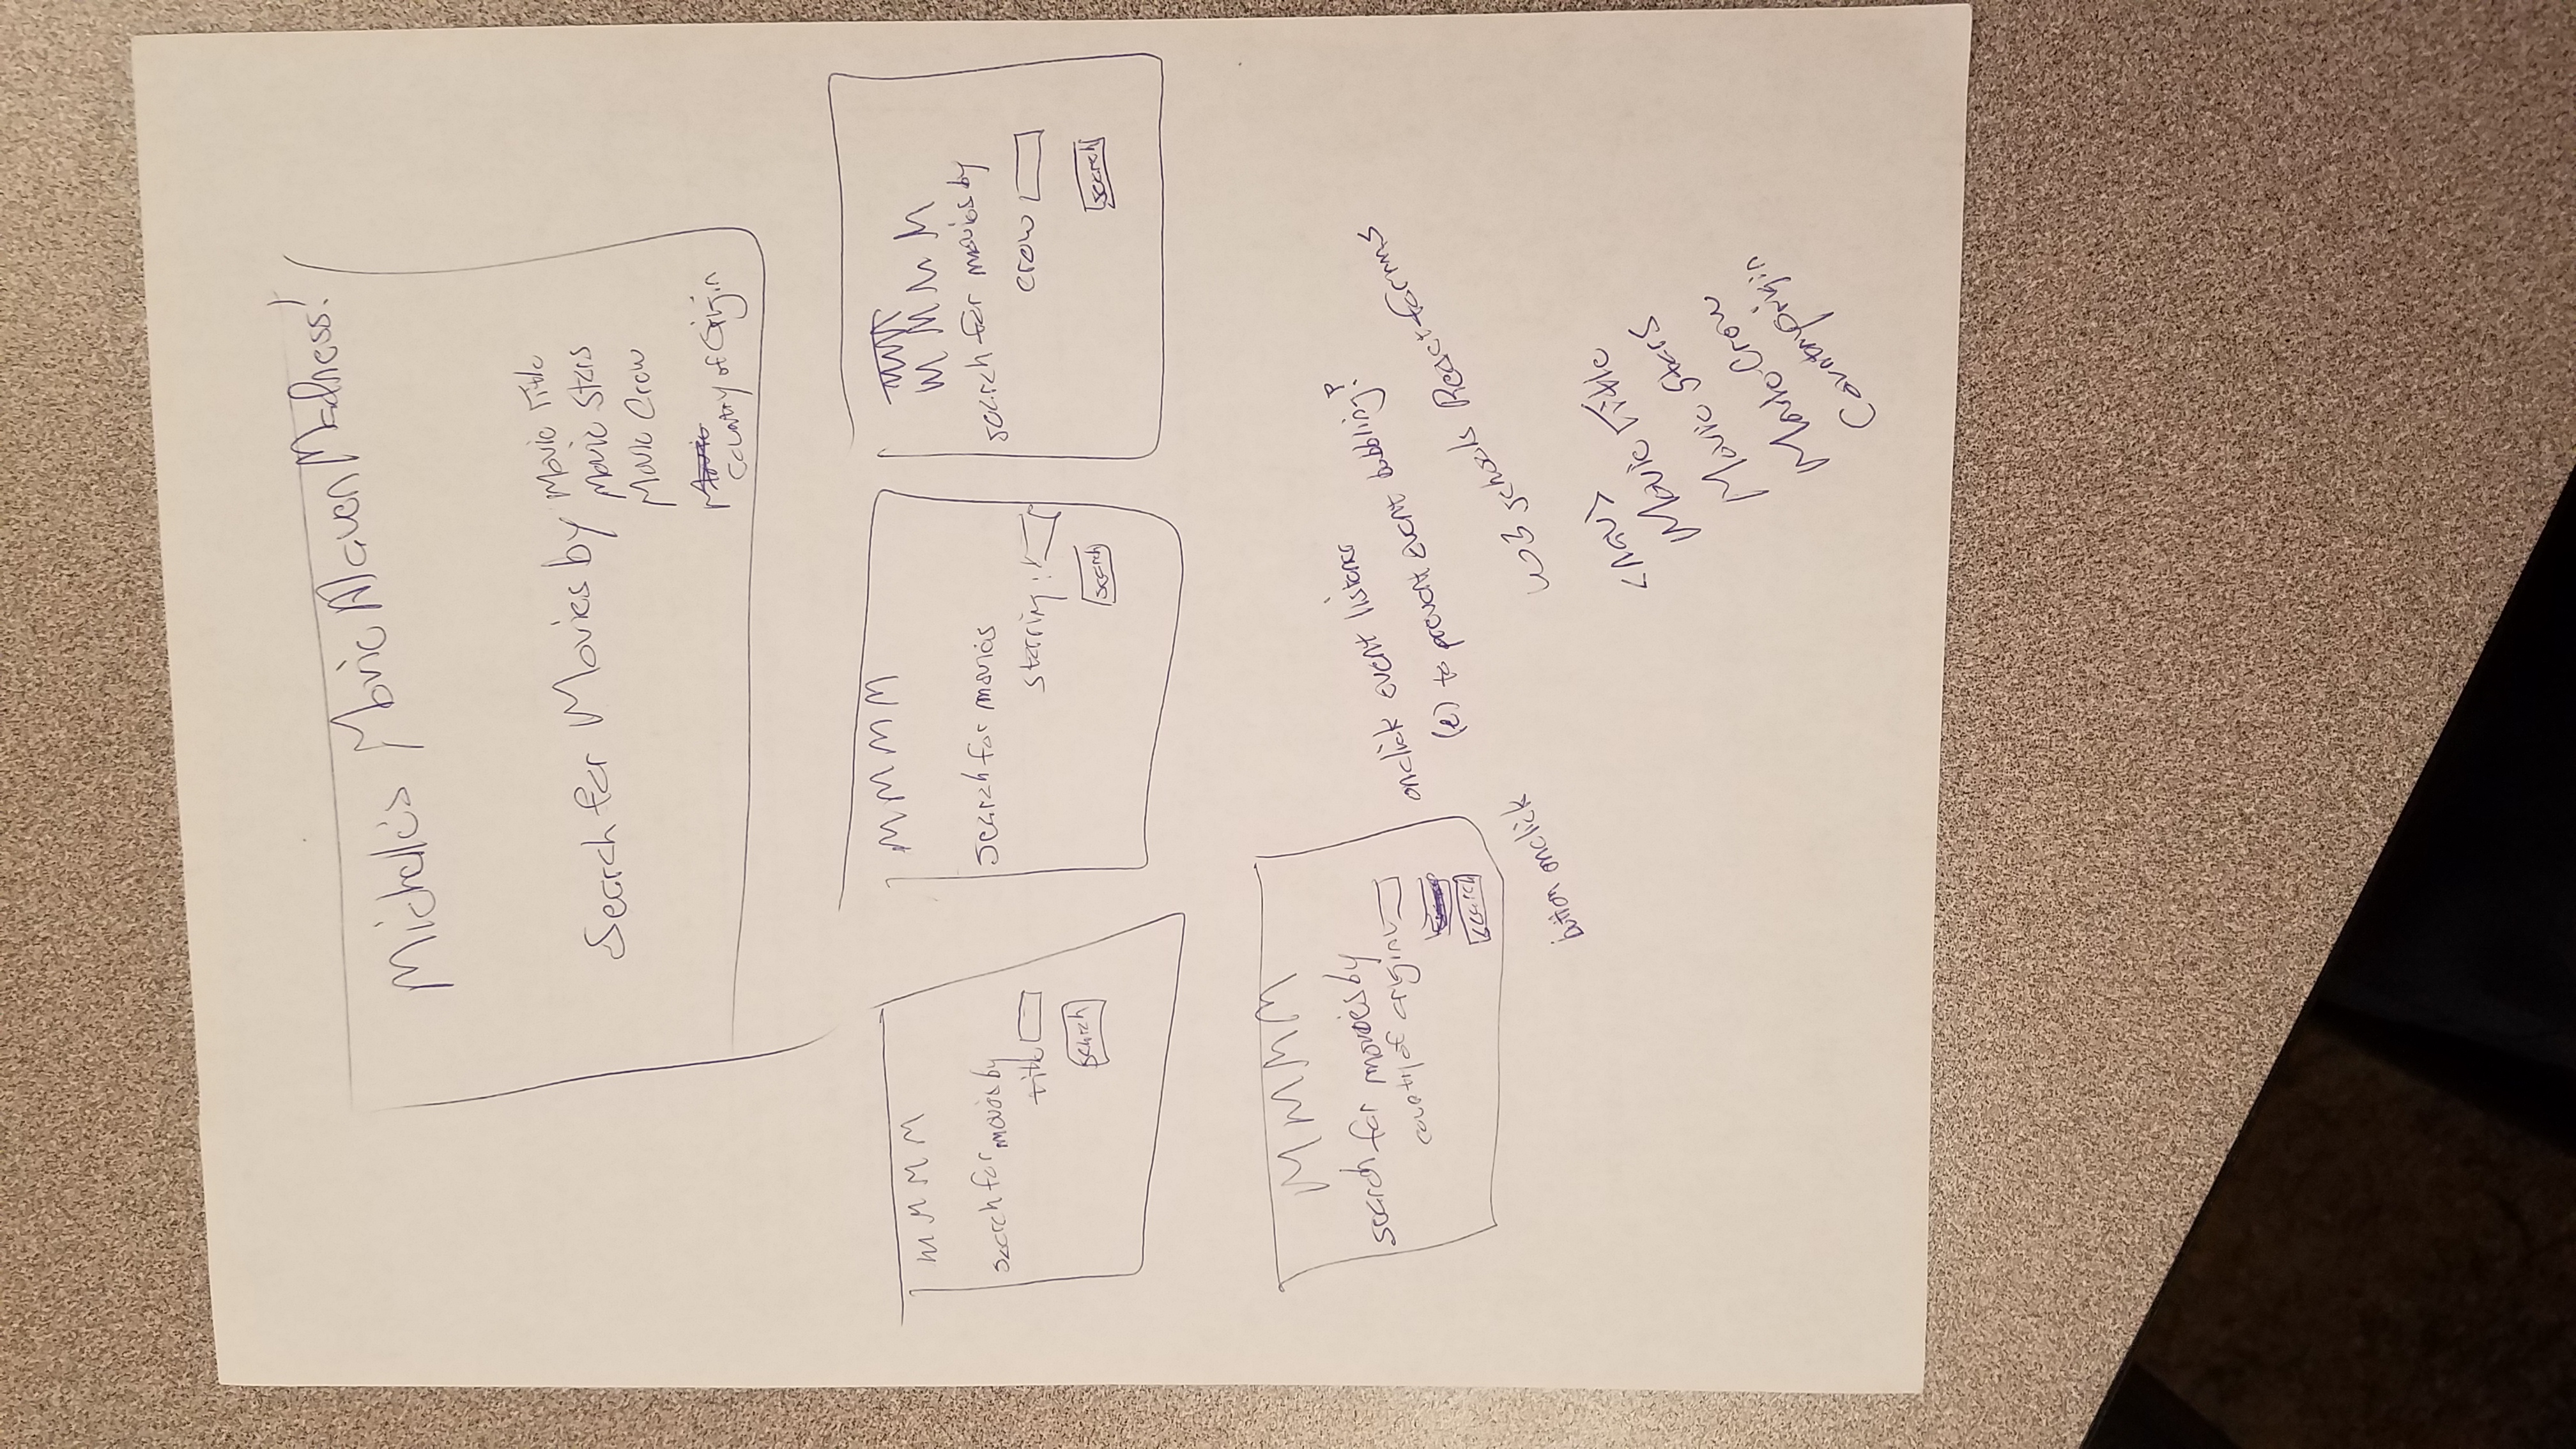 Michelle's Movie Maven Madness!
Search for Movies by
Movie Title
Movie Stars
Movie Crew
Movie
Country of Origin
MMMM
search for movies by
title
search
MMMM
search for movies
starring:
search
MMMM
search for movies by
crew
search
MMMM
search for movies by
country of origin
search
onclick event listener
(e) to prevent event bubbling?
button onclick
W3 schools React forms
<nav>
Movie Title
Movie Stars
Movie Crew
Country Origin